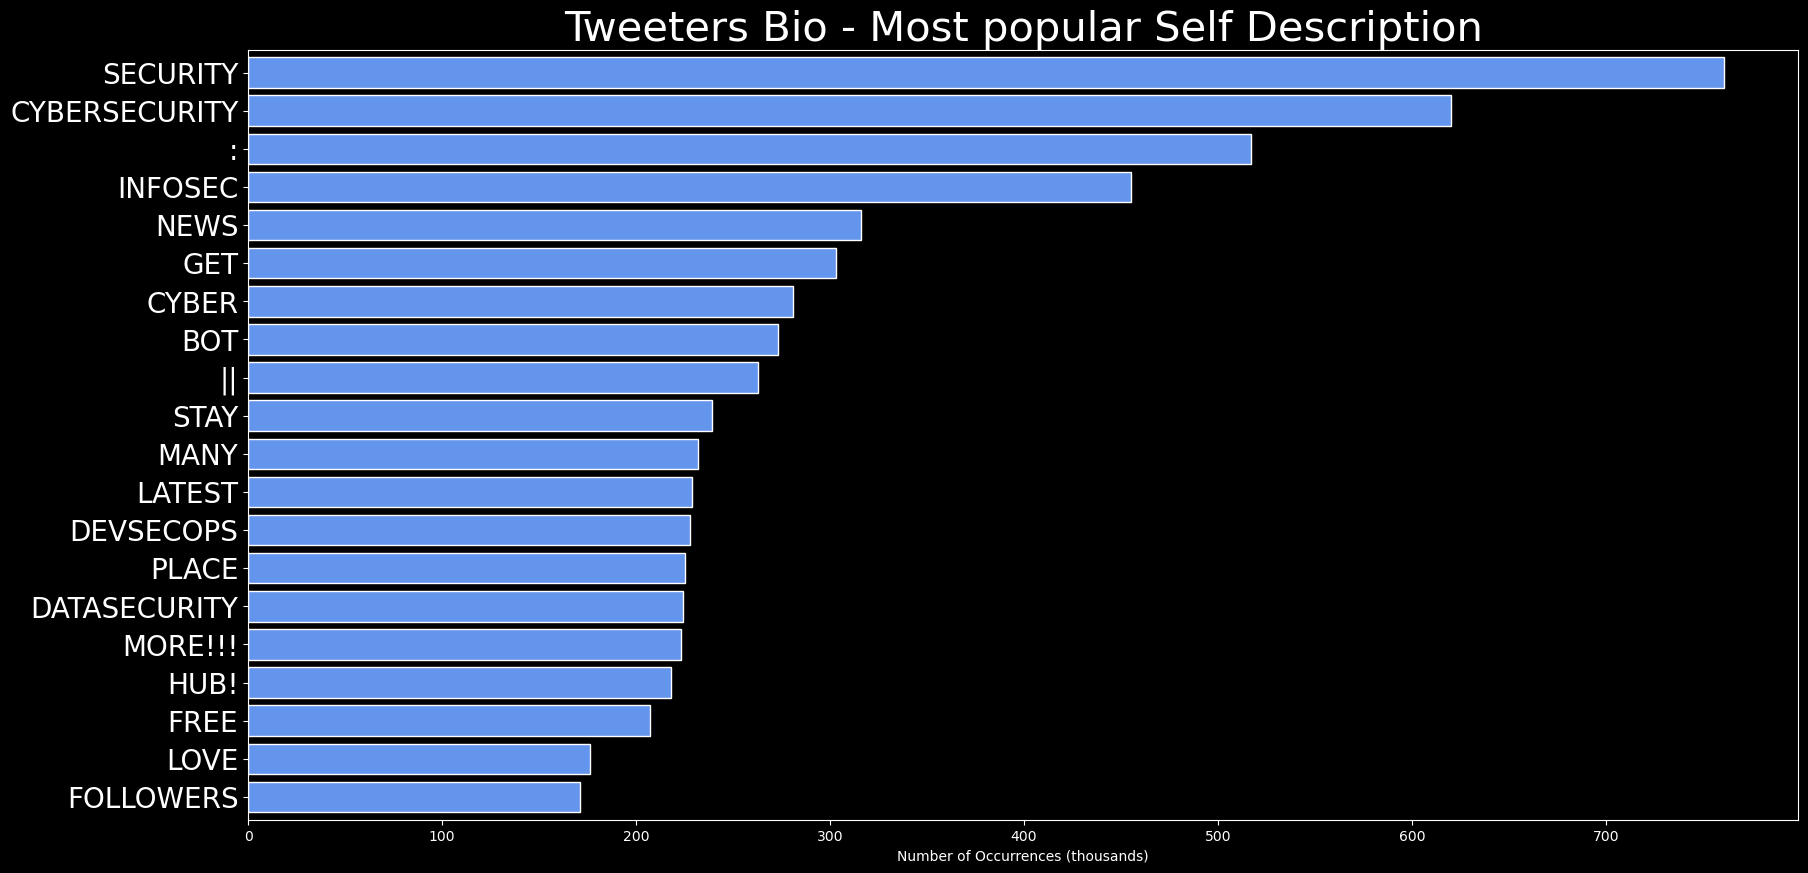 Tweeters Bio - Most popular Self Description
SECURITY
CYBERSECURITY
:
INFOSEC
NEWS
GET
CYBER
BOT
||
STAY
MANY
LATEST
DEVSECOPS
PLACE
DATASECURITY
MORE!!!
HUB!
FREE
LOVE
FOLLOWERS
0 100 200 300 400 500 600 700
Number of Occurrences (thousands)